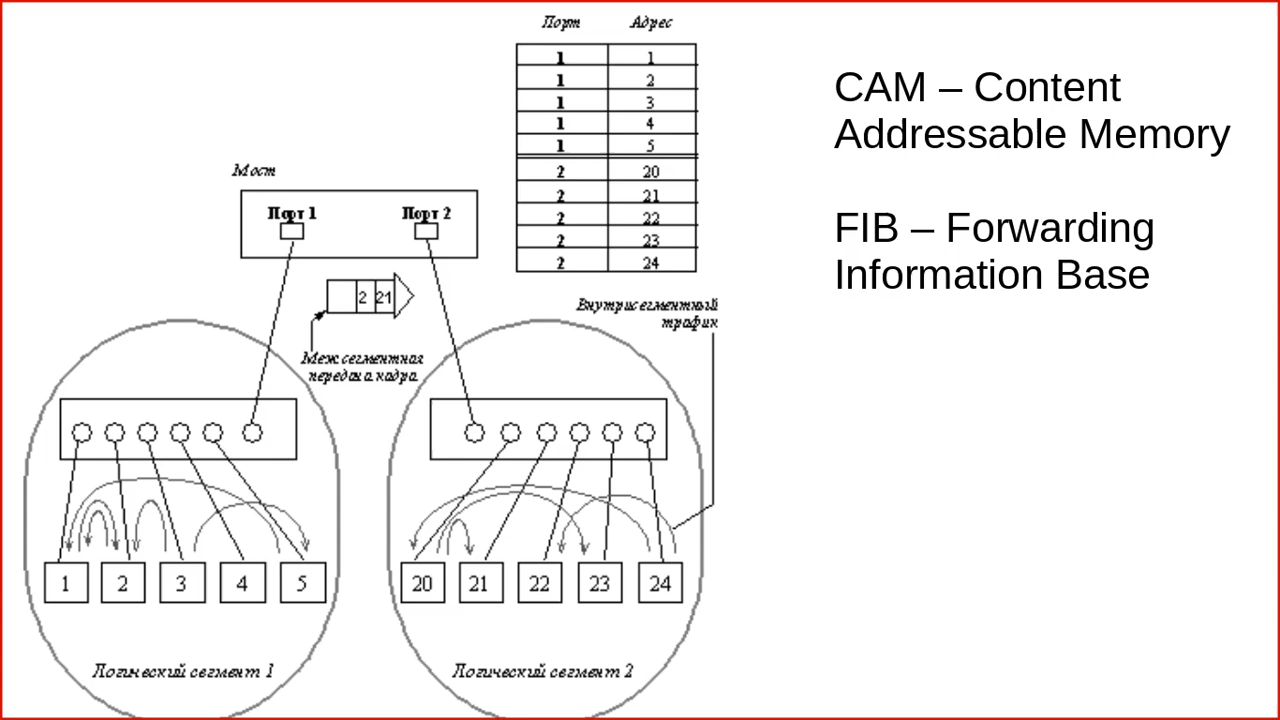 Порт Адрес
1 1
1 2
1 3
1 4
1 5
2 20
2 21
2 22
2 23
2 24
CAM – Content
Addressable Memory
FIB – Forwarding
Information Base
Мост
Порт 1 Порт 2
2 21
Внутрисегментный
трафик
Межсегментная
передача кадра
1 2 3 4 5
20 21 22 23 24
Логический сегмент 1
Логический сегмент 2